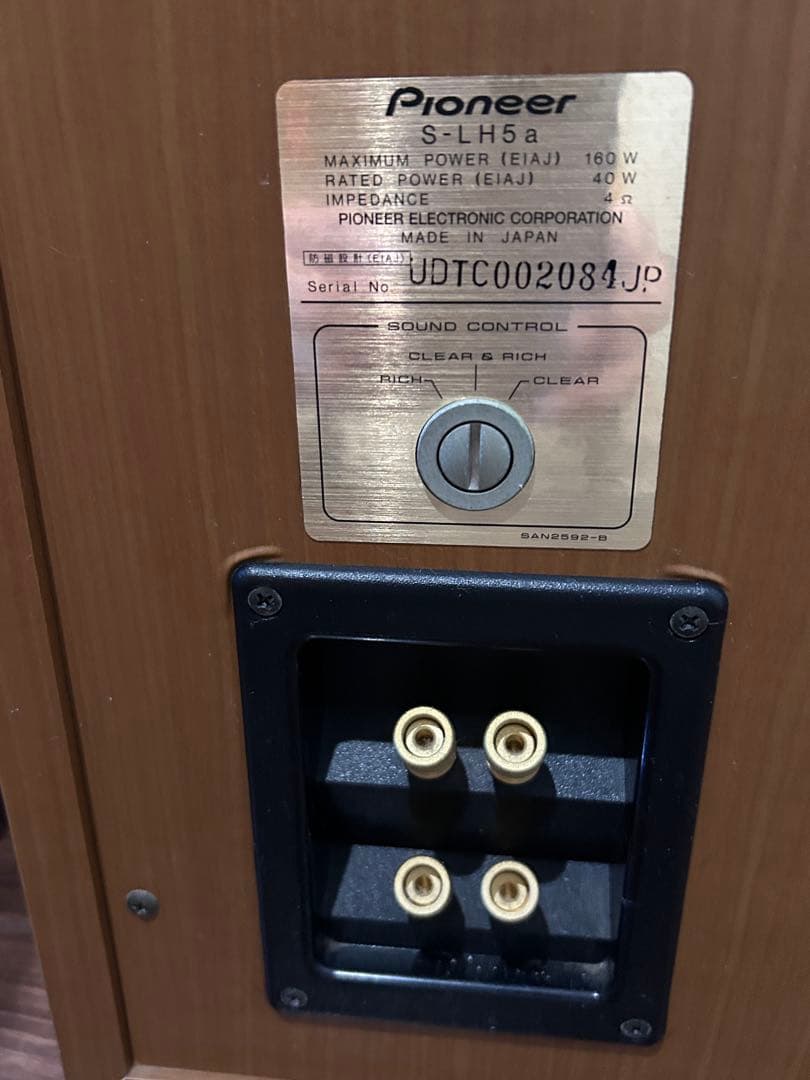 Pioneer
S-LH5a
MAXIMUM POWER (EIAJ) 160 W
RATED POWER (EIAJ) 40 W
IMPEDANCE 4 Ω
PIONEER ELECTRONIC CORPORATION
MADE IN JAPAN
防磁設計(EIAJ)
Serial No. UDTC002084JP
SOUND CONTROL
CLEAR & RICH
RICH CLEAR
SAN2592-B